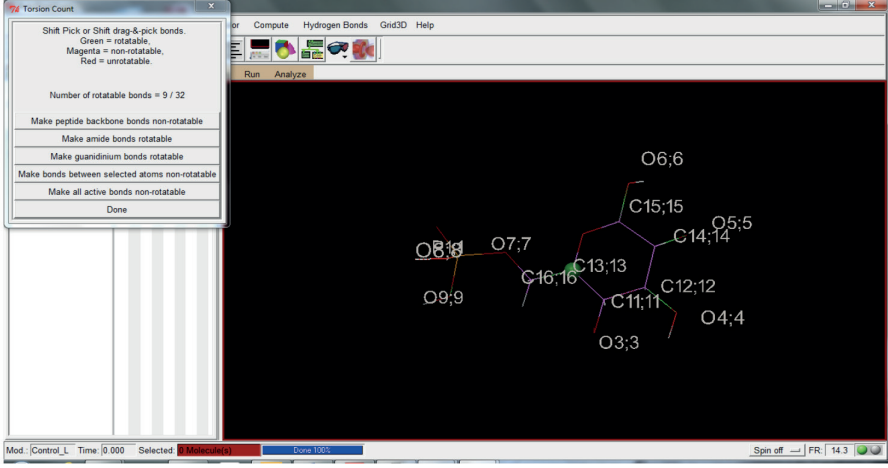 Torsion Count
Shift Pick or Shift drag-&-pick bonds.
Green = rotatable,
Magenta = non-rotatable,
Red = unrotatable.
Number of rotatable bonds = 9 / 32
Make peptide backbone bonds non-rotatable
Make amide bonds rotatable
Make guanidinium bonds rotatable
Make bonds between selected atoms non-rotatable
Make all active bonds non-rotatable
Done
or Compute Hydrogen Bonds Grid3D Help
Run Analyze
O6;6
C15;15
O5;5
C14;14
O7;7
C13;13
C16;16
C12;12
O9;9
C11;11
O4;4
O3;3
Mod.: Control_L Time: 0.000 Selected: 0 Molecule(s) Done 100% Spin off FR: 14.3